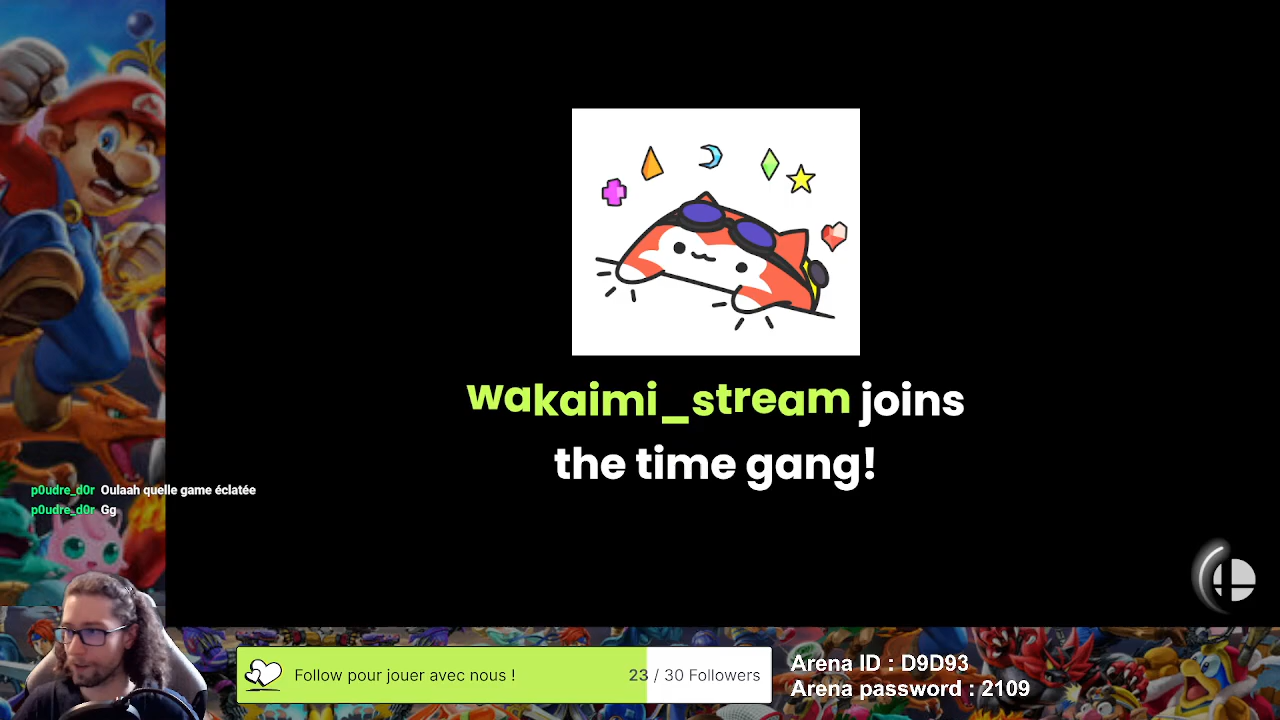 wakaimi_stream joins
the time gang!
p0udre_d0r Oulaah quelle game éclatée
p0udre_d0r Gg
Follow pour jouer avec nous !
23 / 30 Followers
Arena ID : D9D93
Arena password : 2109